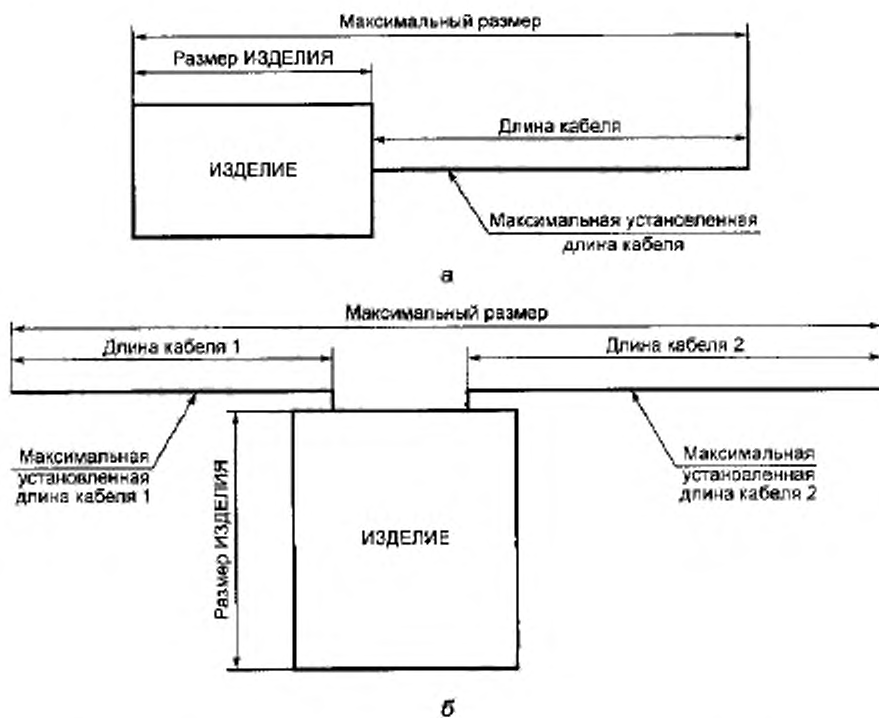 Максимальный размер
Размер ИЗДЕЛИЯ
Длина кабеля
ИЗДЕЛИЕ
Максимальная установленная
длина кабеля
а
Максимальный размер
Длина кабеля 1
Длина кабеля 2
Максимальная
установленная
длина кабеля 1
Максимальная
установленная
длина кабеля 2
Размер ИЗДЕЛИЯ
ИЗДЕЛИЕ
б